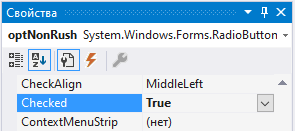 Свойства
optNonRush System.Windows.Forms.RadioButton
CheckAlign MiddleLeft
Checked True
ContextMenuStrip (нет)